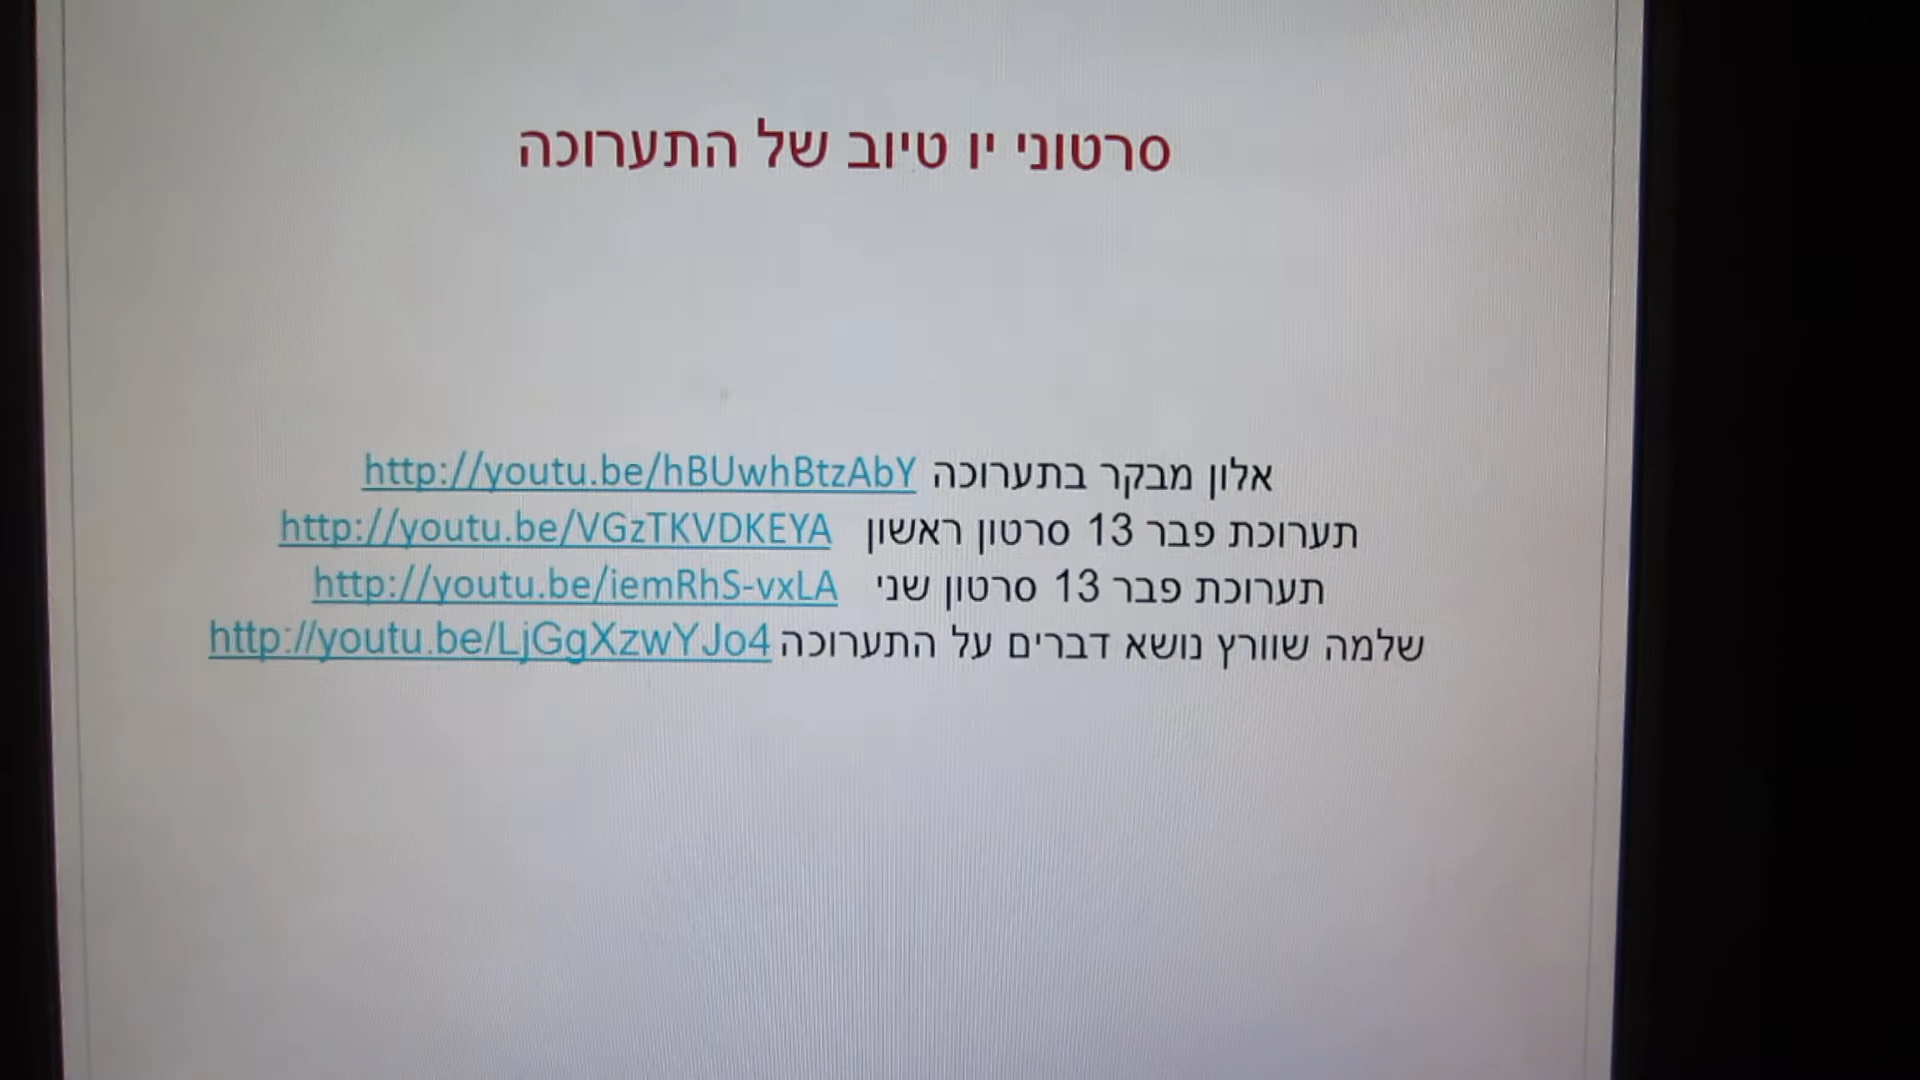 סרטוני יו טיוב של התערוכה
אלון מבקר בתערוכה http://youtu.be/hBUwhBtzAbY
תערוכת פבר 13 סרטון ראשון http://youtu.be/VGzTKVDKEYA
תערוכת פבר 13 סרטון שני http://youtu.be/iemRhS-vxLA
שלמה שוורץ נושא דברים על התערוכה http://youtu.be/LjGgXzwYJo4